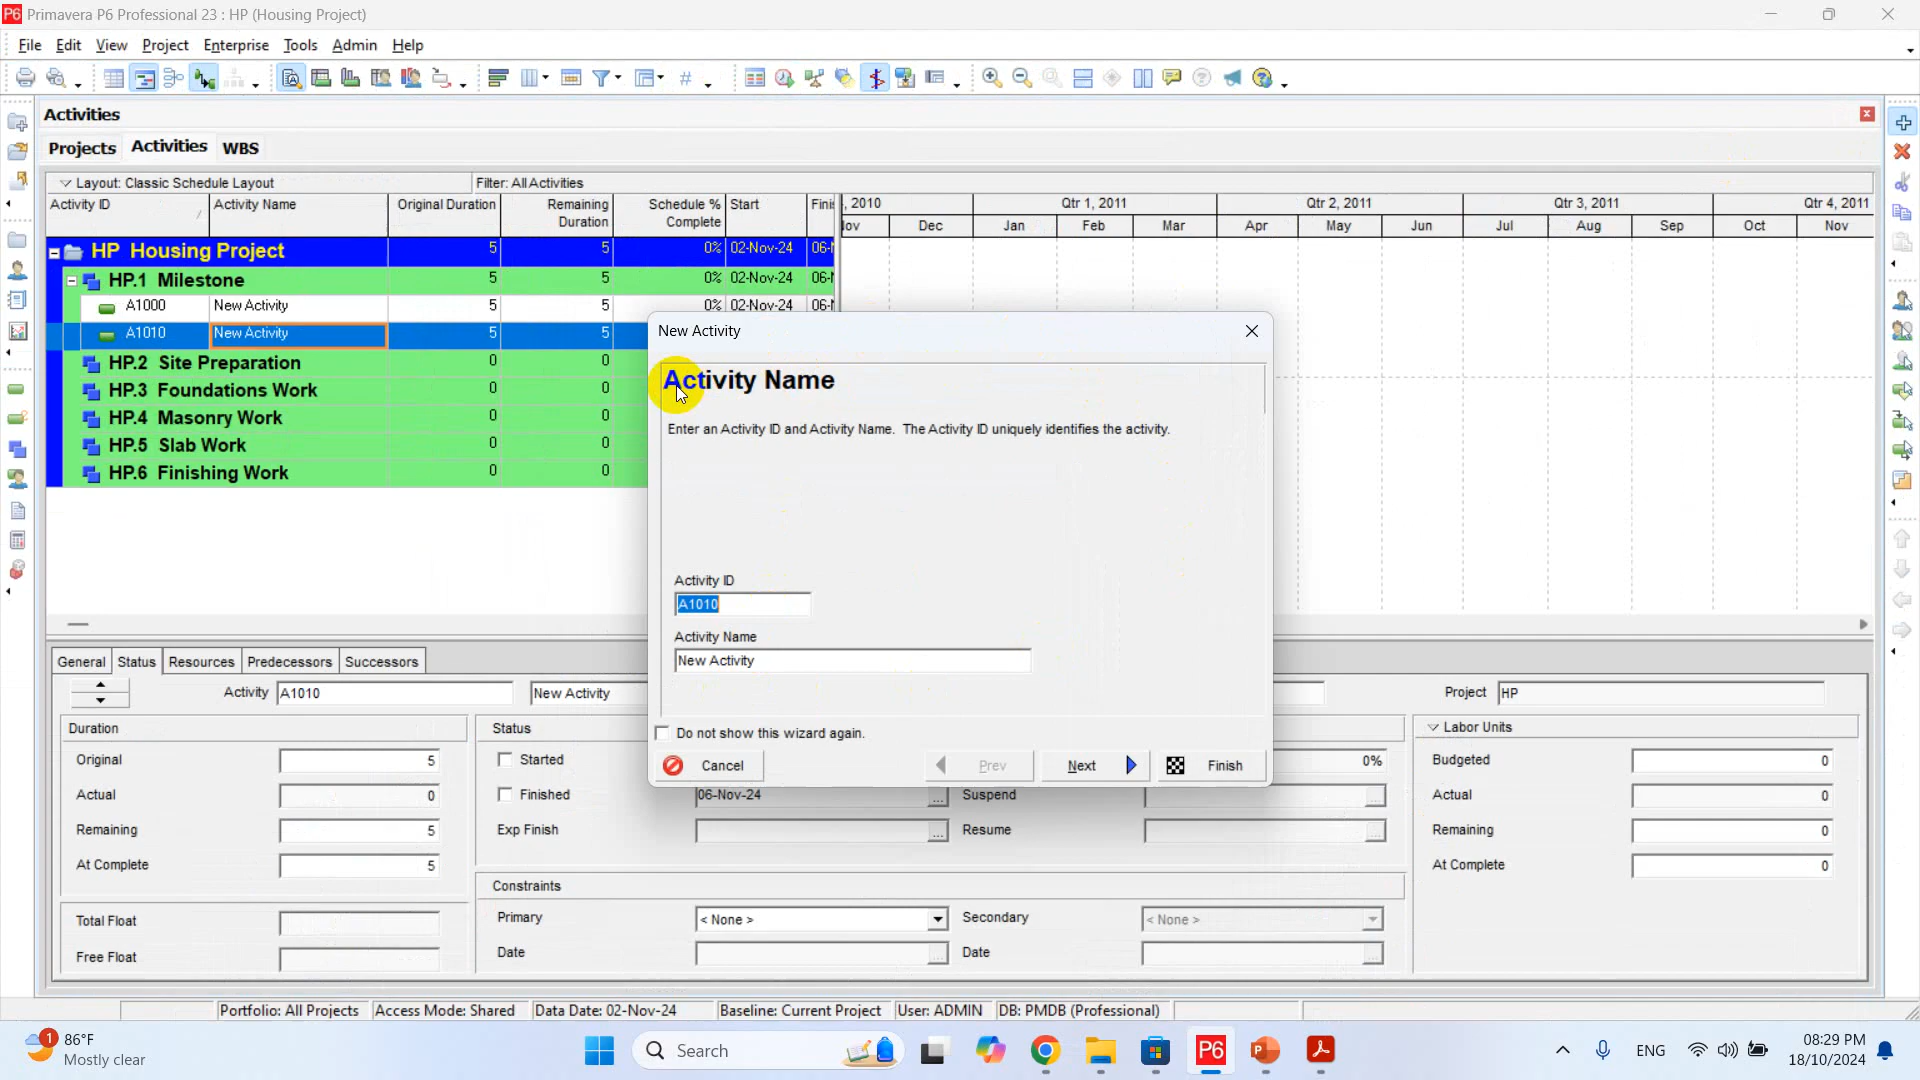 P6 Primavera P6 Professional 23 : HP (Housing Project)
File Edit View Project Enterprise Tools Admin Help
Activities
Projects Activities WBS
Layout: Classic Schedule Layout Filter: All Activities
Activity ID Activity Name Original Duration Remaining Duration Schedule % Complete Start Fini
, 2010 Qtr 1, 2011 Qtr 2, 2011 Qtr 3, 2011 Qtr 4, 2011
lov Dec Jan Feb Mar Apr May Jun Jul Aug Sep Oct Nov
HP Housing Project 5 5 0% 02-Nov-24 06-N
HP.1 Milestone 5 5 0% 02-Nov-24 06-N
A1000 New Activity 5 5 0% 02-Nov-24 06-N
A1010 New Activity 5 5
HP.2 Site Preparation 0 0
HP.3 Foundations Work 0 0
HP.4 Masonry Work 0 0
HP.5 Slab Work 0 0
HP.6 Finishing Work 0 0
New Activity
Activity Name
Enter an Activity ID and Activity Name. The Activity ID uniquely identifies the activity.
Activity ID
A1010
Activity Name
New Activity
Do not show this wizard again.
Cancel Prev Next Finish
General Status Resources Predecessors Successors
Activity A1010 New Activity Project HP
Duration Status Labor Units
Original 5 Started 0% Budgeted 0
Actual 0 Finished 06-Nov-24 ... Suspend ... Actual 0
Remaining 5 Exp Finish ... Resume ... Remaining 0
At Complete 5 At Complete 0
Constraints
Total Float Primary < None > Secondary < None >
Free Float Date ... Date ...
Portfolio: All Projects Access Mode: Shared Data Date: 02-Nov-24 Baseline: Current Project User: ADMIN DB: PMDB (Professional)
1 86°F
Mostly clear
Search
P6
ENG
08:29 PM
18/10/2024